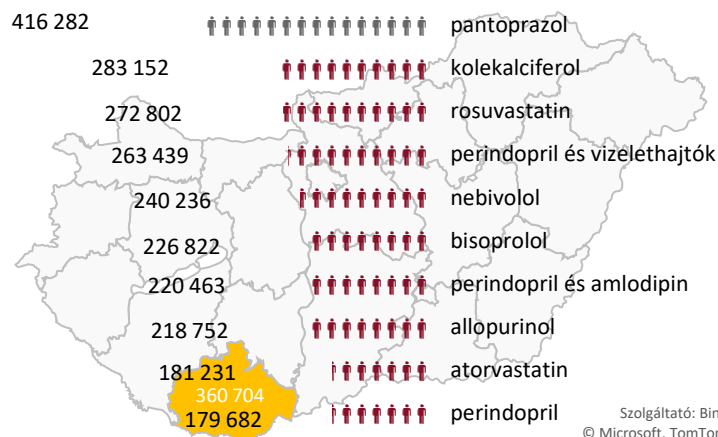 416 282 pantoprazol
283 152 kolekalciferol
272 802 rosuvastatin
263 439 perindopril és vizelethajtók
240 236 nebivolol
226 822 bisoprolol
220 463 perindopril és amlodipin
218 752 allopurinol
181 231 atorvastatin
360 704
179 682 perindopril
Szolgáltató: Bin
© Microsoft, TomTom